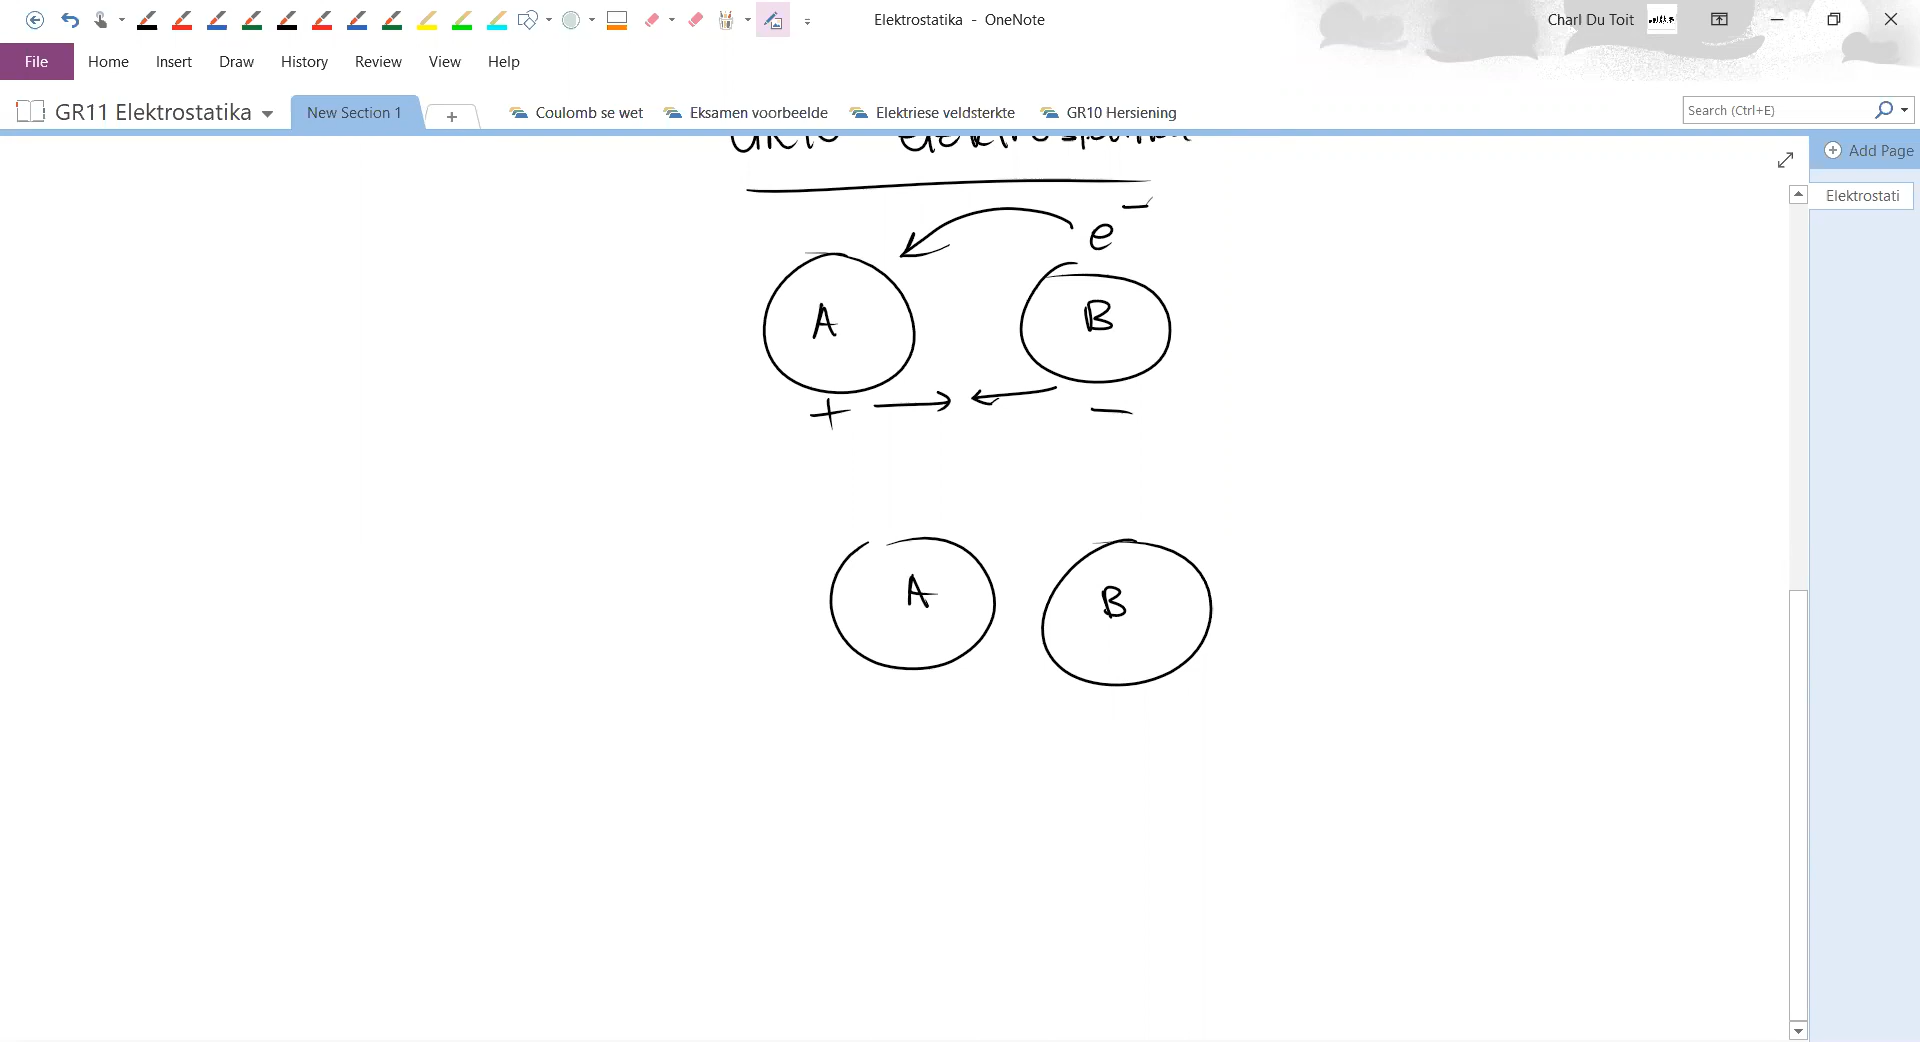 Elektrostatika - OneNote
Charl Du Toit
File Home Insert Draw History Review View Help
GR11 Elektrostatika New Section 1 + Coulomb se wet Eksamen voorbeelde Elektriese veldsterkte GR10 Hersiening Search (Ctrl+E)
Add Page
Elektrostati
GR10
e⁻
A B
+ −
A B